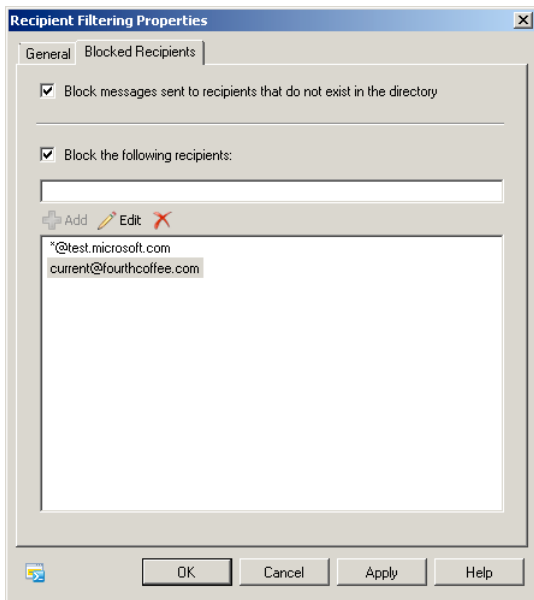 Recipient Filtering Properties
General Blocked Recipients
Block messages sent to recipients that do not exist in the directory
Block the following recipients:
Add Edit
*@test.microsoft.com
current@fourthcoffee.com
OK Cancel Apply Help